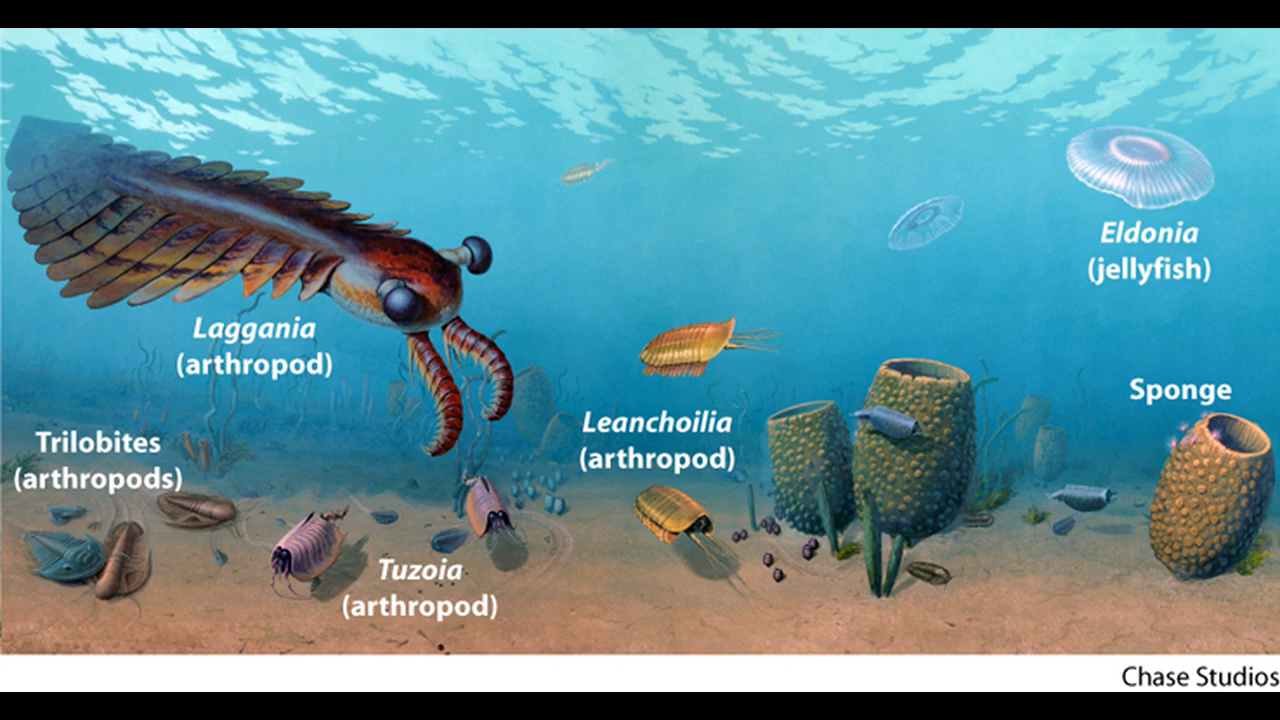 Eldonia
(jellyfish)
Laggania
(arthropod)
Sponge
Leanchoilia
(arthropod)
Trilobites
(arthropods)
Tuzoia
(arthropod)
Chase Studios